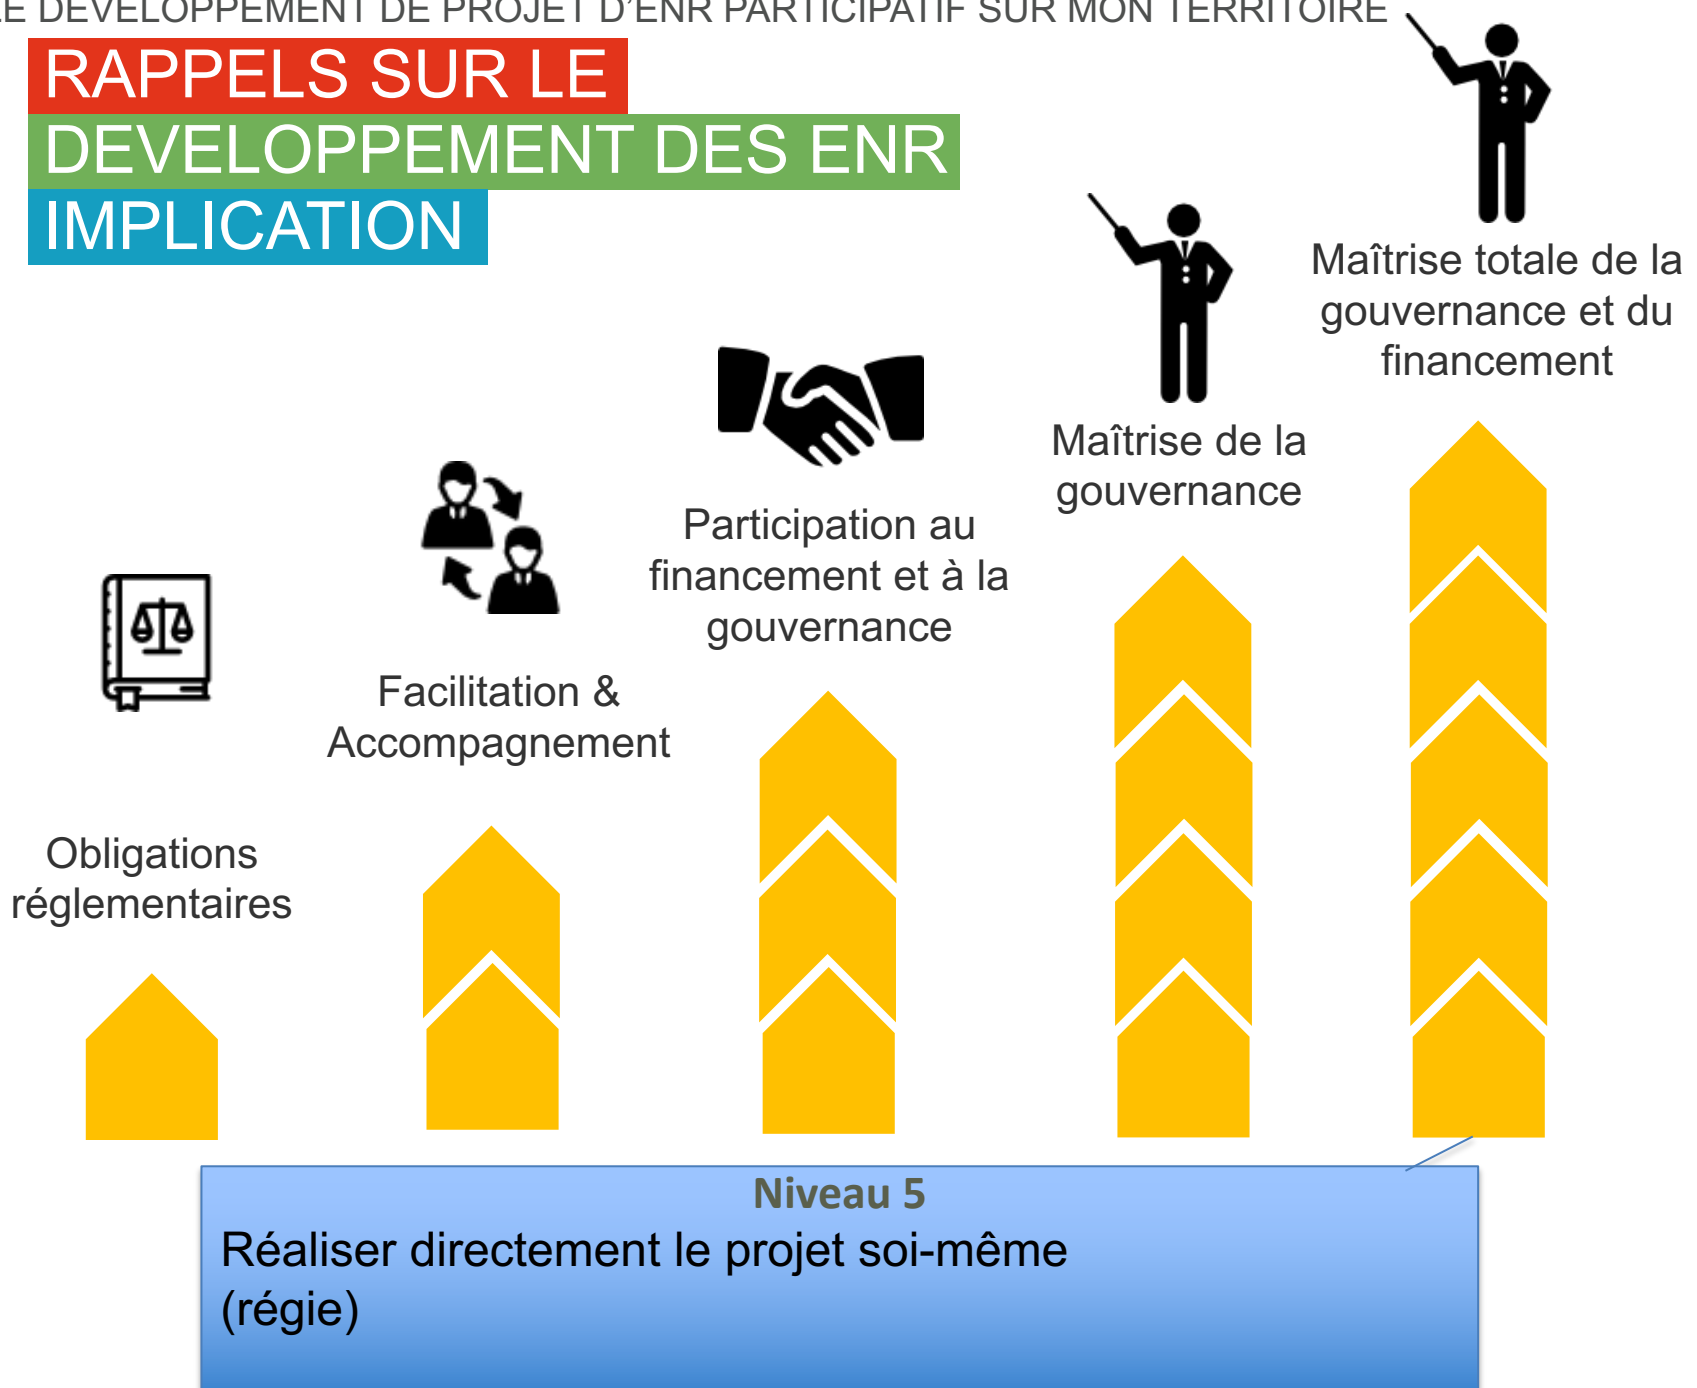 LE DEVELOPPEMENT DE PROJET D’ENR PARTICIPATIF SUR MON TERRITOIRE
RAPPELS SUR LE
DEVELOPPEMENT DES ENR
IMPLICATION
Obligations
réglementaires
Facilitation &
Accompagnement
Participation au
financement et à la
gouvernance
Maîtrise de la
gouvernance
Maîtrise totale de la
gouvernance et du
financement
Niveau 5
Réaliser directement le projet soi-même
(régie)